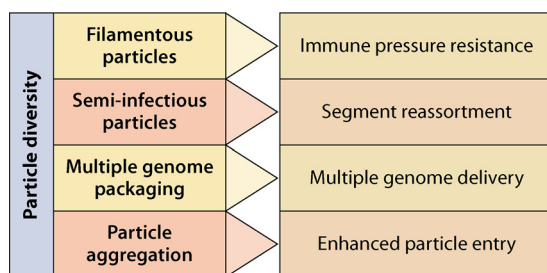 Particle diversity
Filamentous
particles
Immune pressure resistance
Semi-infectious
particles
Segment reassortment
Multiple genome
packaging
Multiple genome delivery
Particle
aggregation
Enhanced particle entry